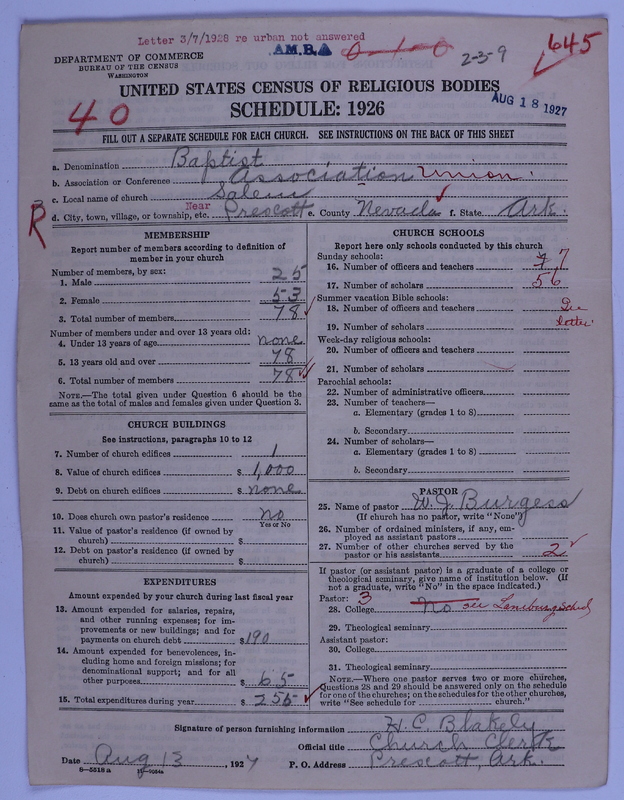 Letter 3/7/1928 re urban not answered
A.M.B.
0-1-0
2-3-9
645
DEPARTMENT OF COMMERCE
BUREAU OF THE CENSUS
WASHINGTON
UNITED STATES CENSUS OF RELIGIOUS BODIES
AUG 18 1927
40
SCHEDULE: 1926
FILL OUT A SEPARATE SCHEDULE FOR EACH CHURCH. SEE INSTRUCTIONS ON THE BACK OF THIS SHEET
a. Denomination Baptist
b. Association or Conference Association Union.
c. Local name of church Salem
R
d. City, town, village, or township, etc. Near Prescott e. County Nevada f. State Ark.
MEMBERSHIP
Report number of members according to definition of
member in your church
Number of members, by sex:
1. Male 25
2. Female 53
3. Total number of members 78
Number of members under and over 13 years old:
4. Under 13 years of age none
5. 13 years old and over 78
6. Total number of members 78
NOTE.—The total given under Question 6 should be the
same as the total of males and females given under Question 3.
CHURCH BUILDINGS
See instructions, paragraphs 10 to 12
7. Number of church edifices 1
8. Value of church edifices $ 1,000
9. Debt on church edifices $ none
10. Does church own pastor's residence no
Yes or No
11. Value of pastor's residence (if owned by
church) $
12. Debt on pastor's residence (if owned by
church) $
EXPENDITURES
Amount expended by your church during last fiscal year
13. Amount expended for salaries, repairs,
and other running expenses; for im-
provements or new buildings; and for
payments on church debt $190
14. Amount expended for benevolences, in-
cluding home and foreign missions; for
denominational support; and for all
other purposes $ 65
15. Total expenditures during year $ 255
CHURCH SCHOOLS
Report here only schools conducted by this church
Sunday schools:
16. Number of officers and teachers 7
17. Number of scholars 56
Summer vacation Bible schools:
18. Number of officers and teachers See
19. Number of scholars letter.
Week-day religious schools:
20. Number of officers and teachers
21. Number of scholars
Parochial schools:
22. Number of administrative officers
23. Number of teachers—
a. Elementary (grades 1 to 8)
b. Secondary
24. Number of scholars—
a. Elementary (grades 1 to 8)
b. Secondary
PASTOR
25. Name of pastor W. J. Burgess
(If church has no pastor, write "None")
26. Number of ordained ministers, if any, em-
ployed as assistant pastors
27. Number of other churches served by the
pastor or his assistants 2
If pastor (or assistant pastor) is a graduate of a college or
theological seminary, give name of institution below. (If
not a graduate, write "No" in the space indicated.)
Pastor: 3
28. College No see Laneburg Sched
29. Theological seminary
Assistant pastor:
30. College
31. Theological seminary
NOTE.—Where one pastor serves two or more churches,
Questions 28 and 29 should be answered only on the schedule
for one of the churches; on the schedules for the other churches,
write "See schedule for church."
Signature of person furnishing information H. C. Blakely
Official title Church Clerk
Date Aug 13, 1927 P. O. Address Prescott, Ark.
8—5518 a